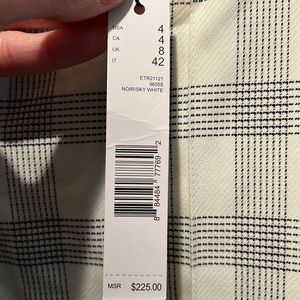 USA 4
CA 4
UK 8
IT 42
ETR21121
96555
NOIR/SKY WHITE
8 84484 77769 2
MSR $225.00